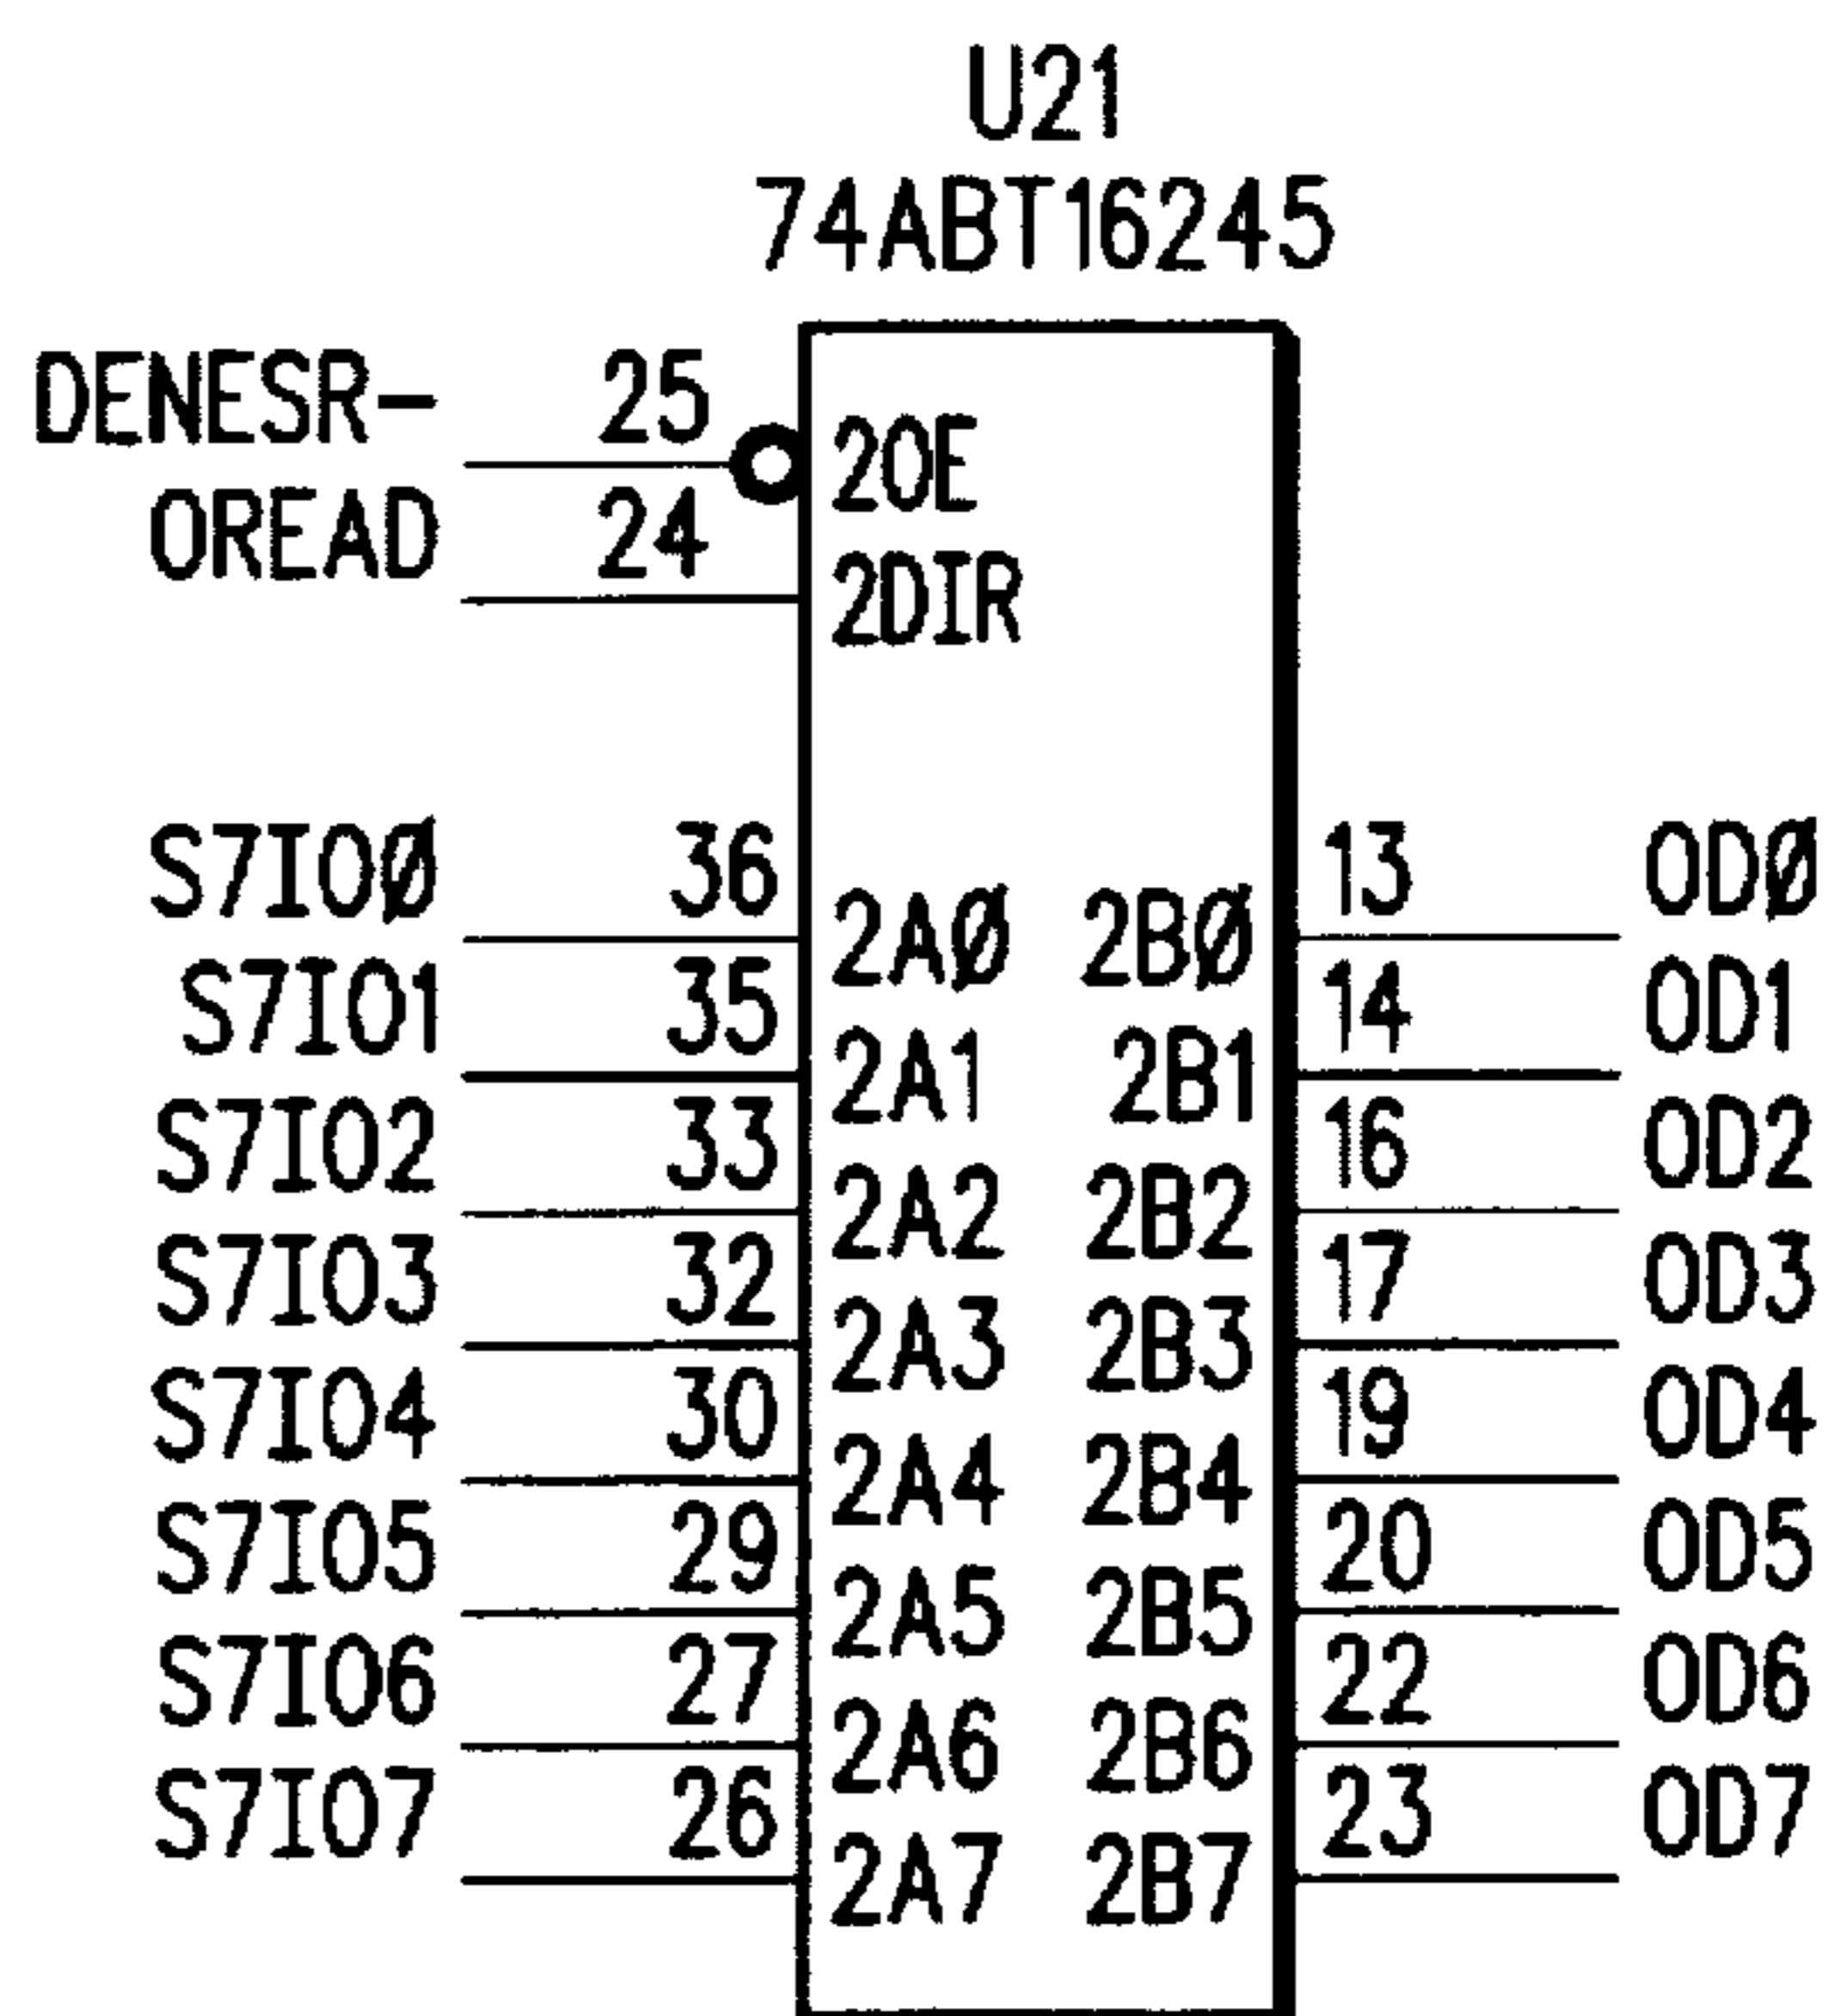 U21
74ABT16245
DENESR- 25
2OE
OREAD 24
2DIR
S7IOØ 36 13 ODØ
2AØ 2BØ
S7IO1 35 14 OD1
2A1 2B1
S7IO2 33 16 OD2
2A2 2B2
S7IO3 32 17 OD3
2A3 2B3
S7IO4 30 19 OD4
2A4 2B4
S7IO5 29 20 OD5
2A5 2B5
S7IO6 27 22 OD6
2A6 2B6
S7IO7 26 23 OD7
2A7 2B7